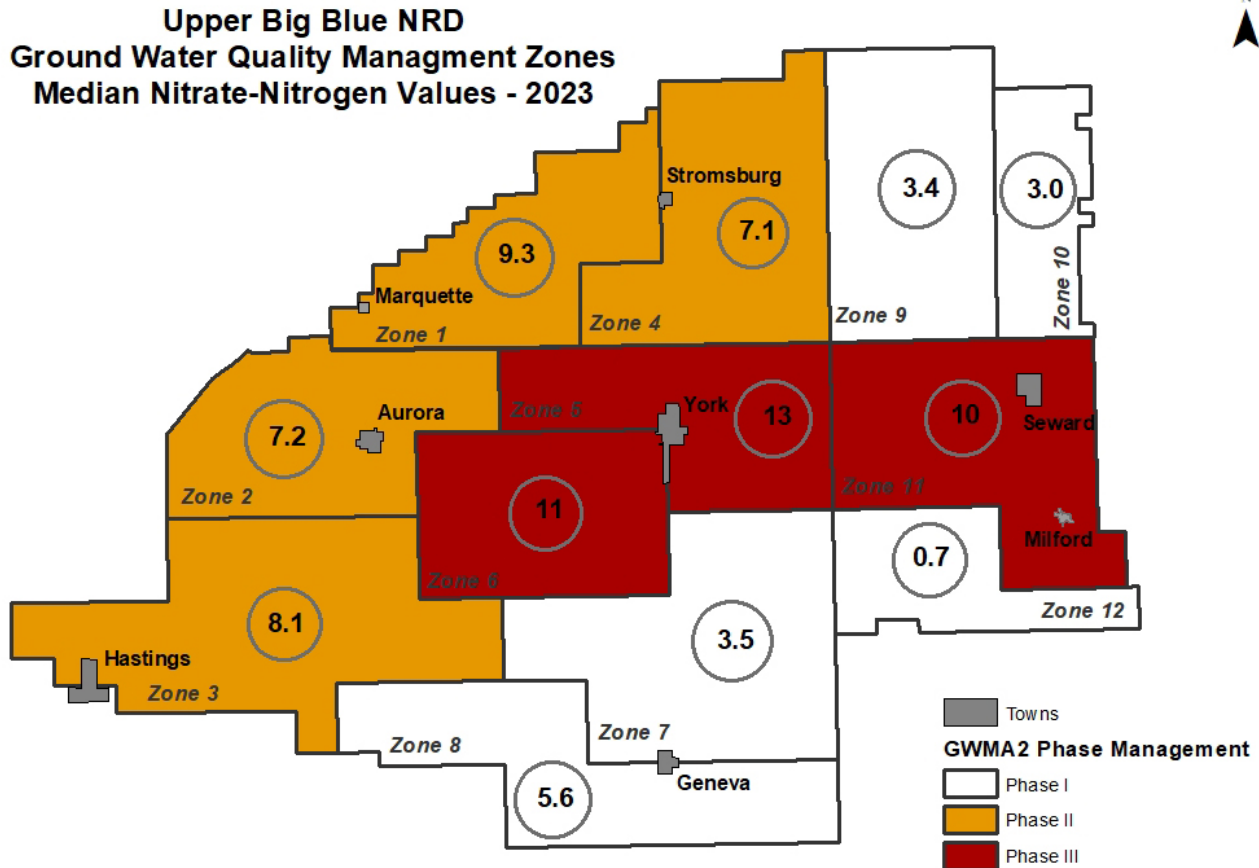 Upper Big Blue NRD
Ground Water Quality Managment Zones
Median Nitrate-Nitrogen Values - 2023
Stromsburg
3.4
3.0
7.1
9.3
Zone 10
Marquette
Zone 1
Zone 4
Zone 9
Aurora
Zone 5
York
13
10
Seward
7.2
Zone 2
Zone 11
11
Milford
0.7
Zone 6
Zone 12
8.1
3.5
Hastings
Zone 3
Zone 7
Zone 8
Geneva
5.6
Towns
GWMA2 Phase Management
Phase I
Phase II
Phase III